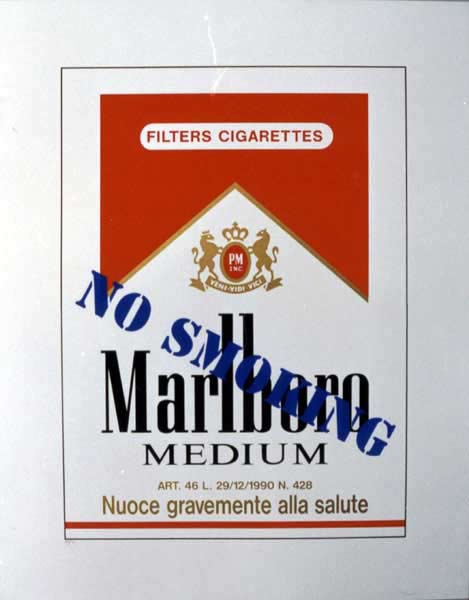 FILTERS CIGARETTES
PM
INC.
VENI·VIDI·VICI
NO SMOKING
Marlboro
MEDIUM
ART. 46 L. 29/12/1990 N. 428
Nuoce gravemente alla salute